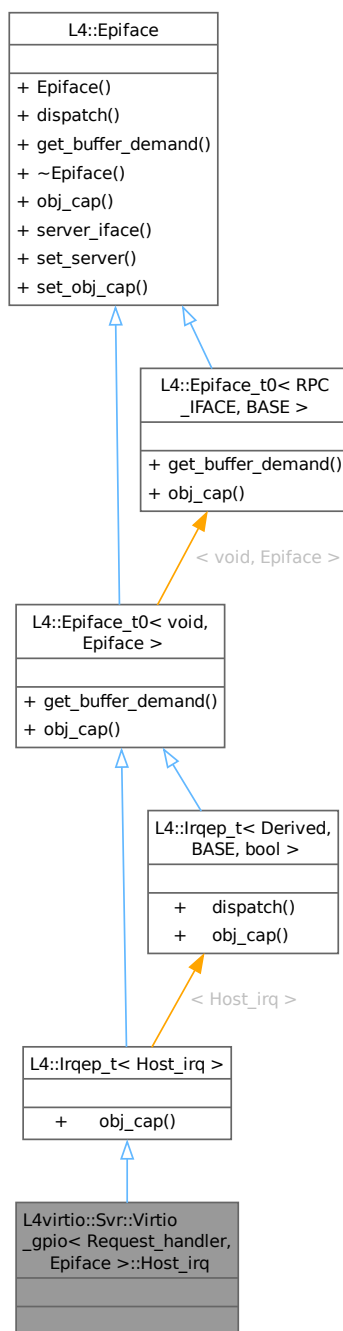 L4::Epiface
+ Epiface()
+ dispatch()
+ get_buffer_demand()
+ ~Epiface()
+ obj_cap()
+ server_iface()
+ set_server()
+ set_obj_cap()
L4::Epiface_t0< RPC
_IFACE, BASE >
+ get_buffer_demand()
+ obj_cap()
< void, Epiface >
L4::Epiface_t0< void,
Epiface >
+ get_buffer_demand()
+ obj_cap()
L4::Irqep_t< Derived,
BASE, bool >
+ dispatch()
+ obj_cap()
< Host_irq >
L4::Irqep_t< Host_irq >
+ obj_cap()
L4virtio::Svr::Virtio
_gpio< Request_handler,
Epiface >::Host_irq